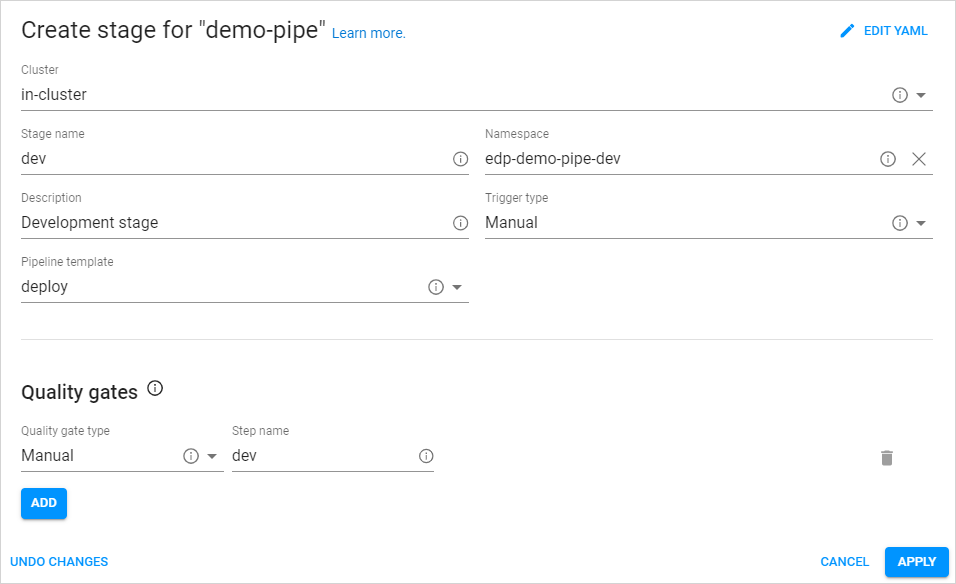 Create stage for "demo-pipe" Learn more.
EDIT YAML
Cluster
in-cluster
Stage name
Namespace
dev
edp-demo-pipe-dev
Description
Trigger type
Development stage
Manual
Pipeline template
deploy
Quality gates
Quality gate type
Step name
Manual
dev
ADD
UNDO CHANGES
CANCEL
APPLY